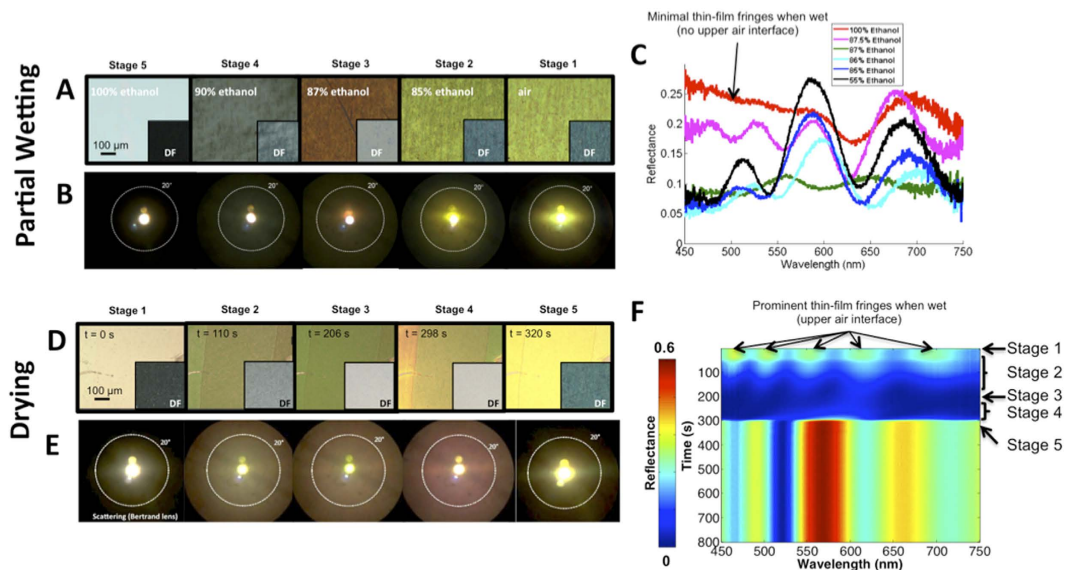 Partial Wetting
A
Stage 5
Stage 4
Stage 3
Stage 2
Stage 1
100% ethanol
90% ethanol
87% ethanol
85% ethanol
air
100 µm
DF
DF
DF
DF
DF
B
20°
20°
20°
20°
20°
Minimal thin-film fringes when wet
(no upper air interface)
C
100% Ethanol
87.5% Ethanol
87% Ethanol
86% Ethanol
85% Ethanol
55% Ethanol
Reflectance
0.25
0.2
0.15
0.1
0.05
0
450 500 550 600 650 700 750
Wavelength (nm)
Drying
D
Stage 1
Stage 2
Stage 3
Stage 4
Stage 5
t = 0 s
t = 110 s
t = 206 s
t = 298 s
t = 320 s
100 µm
DF
DF
DF
DF
DF
E
20°
20°
20°
20°
20°
Scattering (Bertrand lens)
Prominent thin-film fringes when wet
(upper air interface)
F
0.6
Reflectance
0
Time (s)
100
200
300
400
500
600
700
800
450 500 550 600 650 700 750
Wavelength (nm)
Stage 1
Stage 2
Stage 3
Stage 4
Stage 5